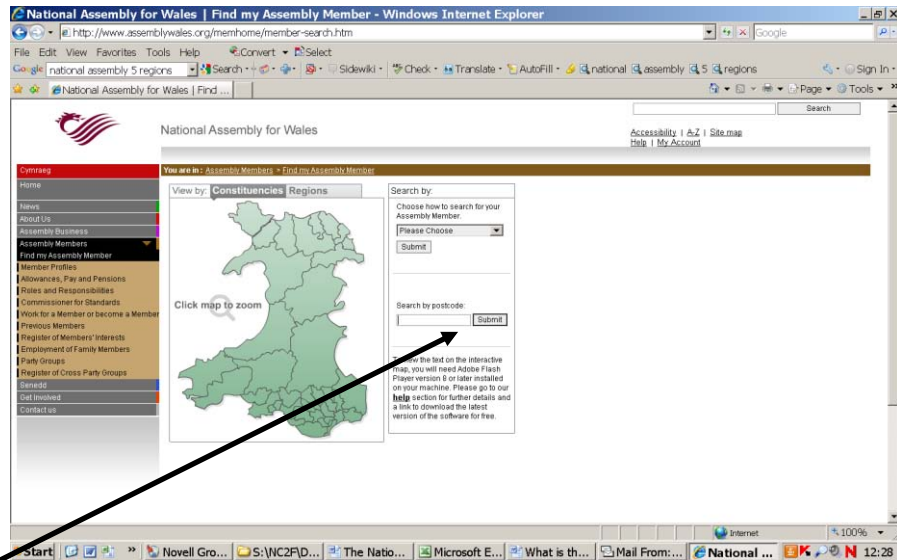 National Assembly for Wales | Find my Assembly Member - Windows Internet Explorer
http://www.assemblywales.org/memhome/member-search.htm
Google
File Edit View Favorites Tools Help Convert Select
Google national assembly 5 regions Search Sidewiki Check Translate AutoFill national assembly 5 regions Sign In
National Assembly for Wales | Find ...
Page Tools
Search
National Assembly for Wales
Accessibility | A-Z | Site map
Help | My Account
Cymraeg
You are in : Assembly Members > Find my Assembly Member
Home
News
About Us
Assembly Business
Assembly Members
Find my Assembly Member
Member Profiles
Allowances, Pay and Pensions
Roles and Responsibilities
Commissioner for Standards
Work for a Member or become a Member
Previous Members
Register of Members' Interests
Employment of Family Members
Party Groups
Register of Cross Party Groups
Senedd
Get Involved
Contact us
View by: Constituencies Regions
Click map to zoom
Search by:
Choose how to search for your
Assembly Member.
Please Choose
Submit
Search by postcode:
Submit
To view the text on the interactive
map, you will need Adobe Flash
Player version 8 or later installed
on your machine. Please go to our
help section for further details and
a link to download the latest
version of the software for free.
Internet
100%
Start Novell Gro... S:\NC2F\D... The Natio... Microsoft E... What is th... Mail From:... National ... 12:28